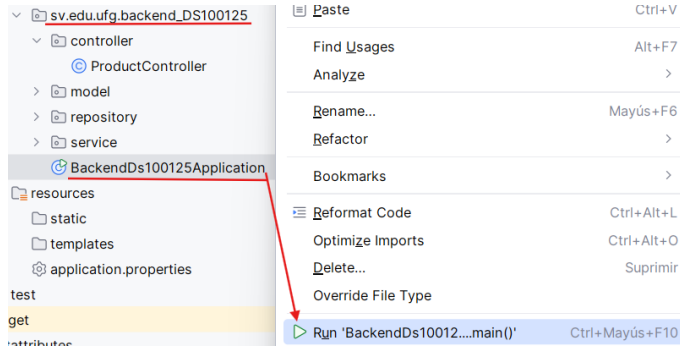 sv.edu.ufg.backend_DS100125
controller
ProductController
model
repository
service
BackendDs100125Application
resources
static
templates
application.properties
test
get
Paste Ctrl+V
Find Usages Alt+F7
Analyze
Rename... Mayús+F6
Refactor
Bookmarks
Reformat Code Ctrl+Alt+L
Optimize Imports Ctrl+Alt+O
Delete... Suprimir
Override File Type
Run 'BackendDs10012....main()' Ctrl+Mayús+F10